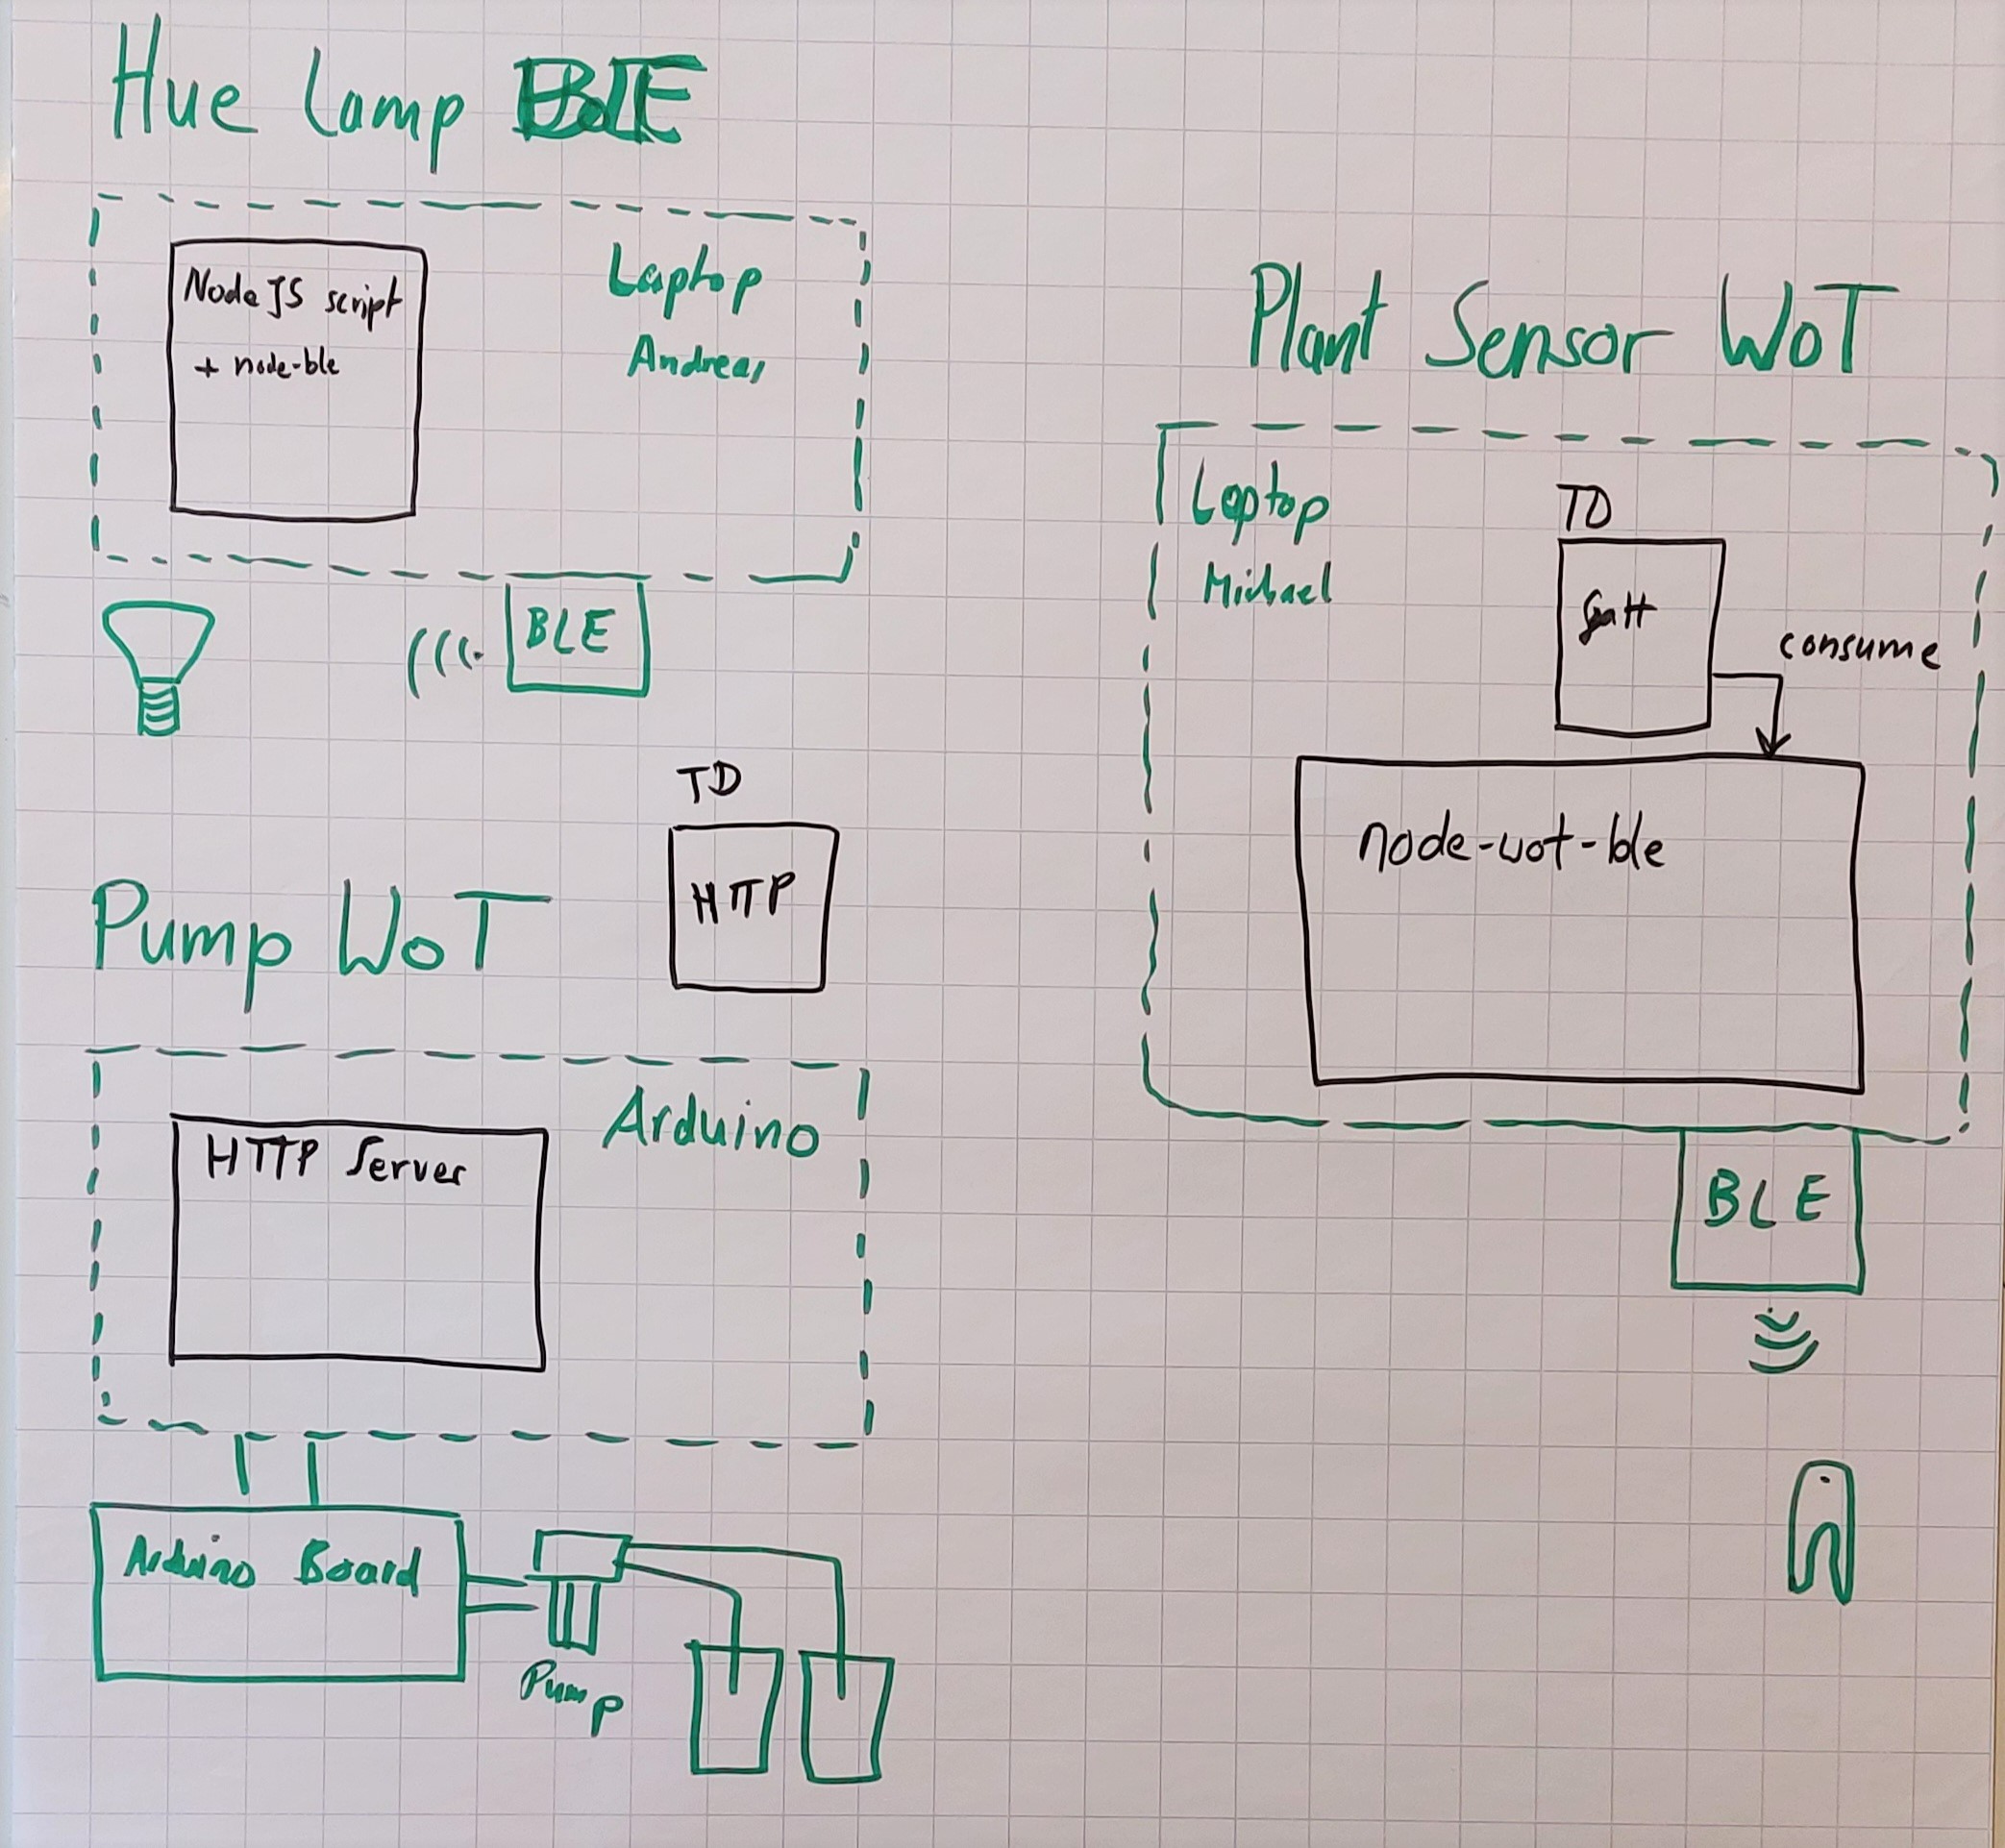 Hue Lamp BLE
Laptop
Andreas
NodeJS script
+ node-ble
BLE
TD
HTTP
Pump WoT
Arduino
HTTP Server
Arduino Board
Pump
Plant Sensor WoT
Laptop
Michael
TD
gatt
consume
node-wot-ble
BLE